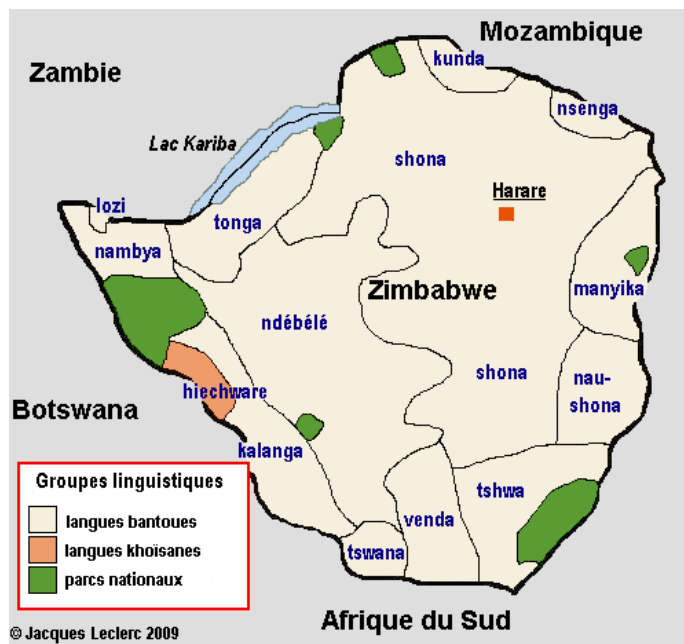 Mozambique
Zambie
kunda
nsenga
Lac Kariba
shona
Harare
lozi
tonga
nambya
Zimbabwe
manyika
ndébélé
shona
nau-
shona
hiechware
Botswana
kalanga
tshwa
venda
tswana
Groupes linguistiques
langues bantoues
langues khoïsanes
parcs nationaux
Afrique du Sud
© Jacques Leclerc 2009